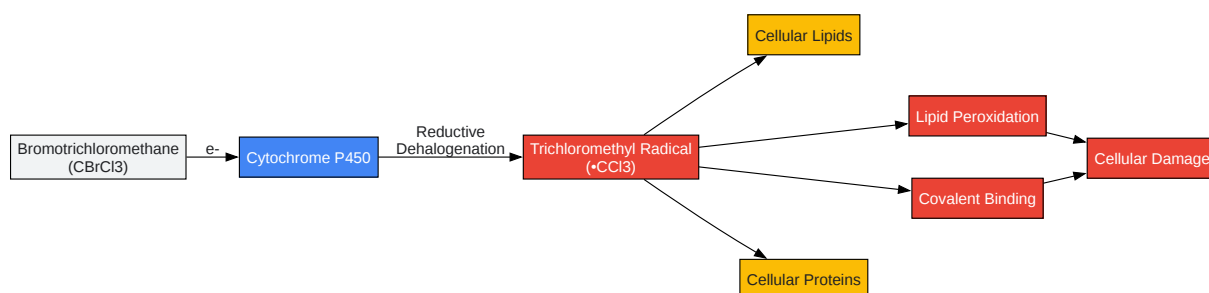 Cellular Lipids
Bromotrichloromethane
(CBrCl3)
e-
Cytochrome P450
Reductive
Dehalogenation
Trichloromethyl Radical
(•CCl3)
Lipid Peroxidation
Covalent Binding
Cellular Damage
Cellular Proteins